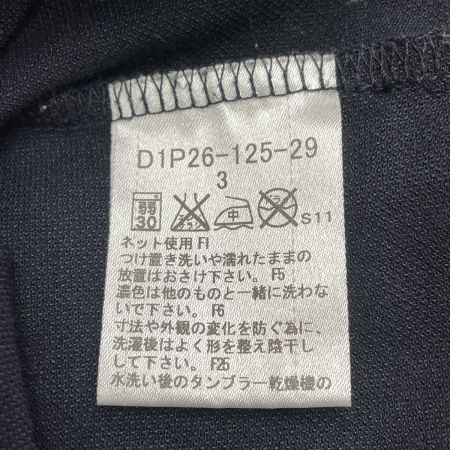 D1P26-125-29
3
弱
30
エンソ
中
S11
ネット使用 F1
つけ置き洗いや濡れたままの
放置はおさけ下さい。F5
濃色は他のものと一緒に洗わな
いで下さい。F6
寸法や外観の変化を防ぐ為に、
洗濯後はよく形を整え陰干し
して下さい。F25
水洗い後のタンブラー乾燥機の